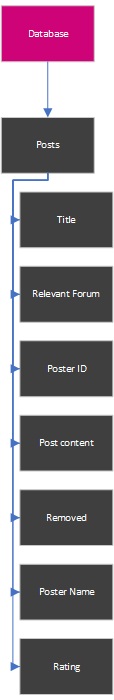 Database
Posts
Title
Relevant Forum
Poster ID
Post content
Removed
Poster Name
Rating